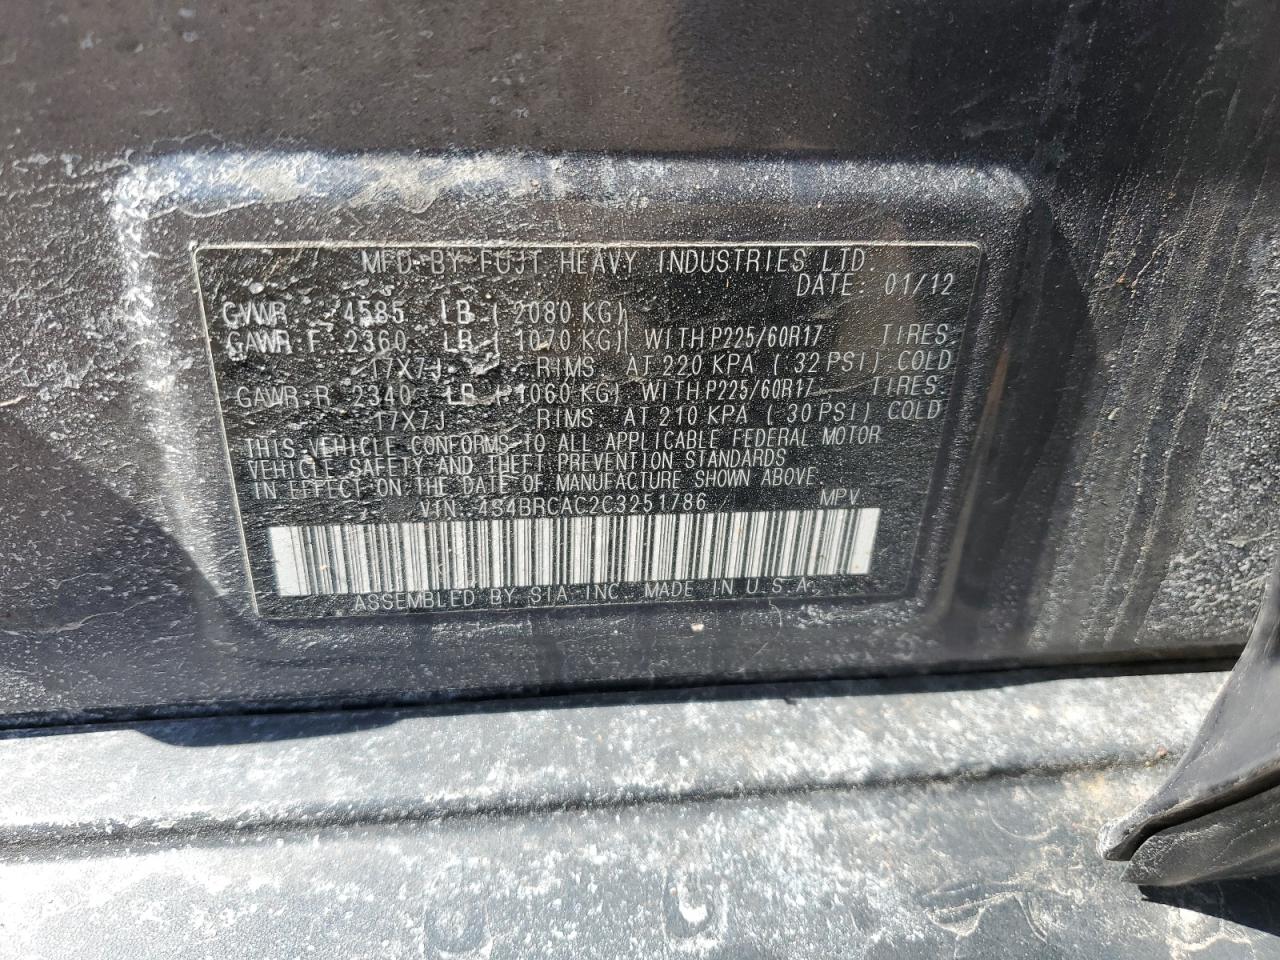 MFD BY FUJI HEAVY INDUSTRIES LTD.
DATE: 01/12
GVWR 4585 LB ( 2080 KG)
GAWR F 2360 LB ( 1070 KG) WITH P225/60R17 TIRES
17X7J RIMS AT 220 KPA ( 32 PSI) COLD
GAWR R 2340 LB ( 1060 KG) WITH P225/60R17 TIRES
17X7J RIMS AT 210 KPA ( 30 PSI) COLD
THIS VEHICLE CONFORMS TO ALL APPLICABLE FEDERAL MOTOR
VEHICLE SAFETY AND THEFT PREVENTION STANDARDS
IN EFFECT ON THE DATE OF MANUFACTURE SHOWN ABOVE.
VIN: 4S4BRCAC2C3251786 MPV
ASSEMBLED BY SIA INC. MADE IN U.S.A.